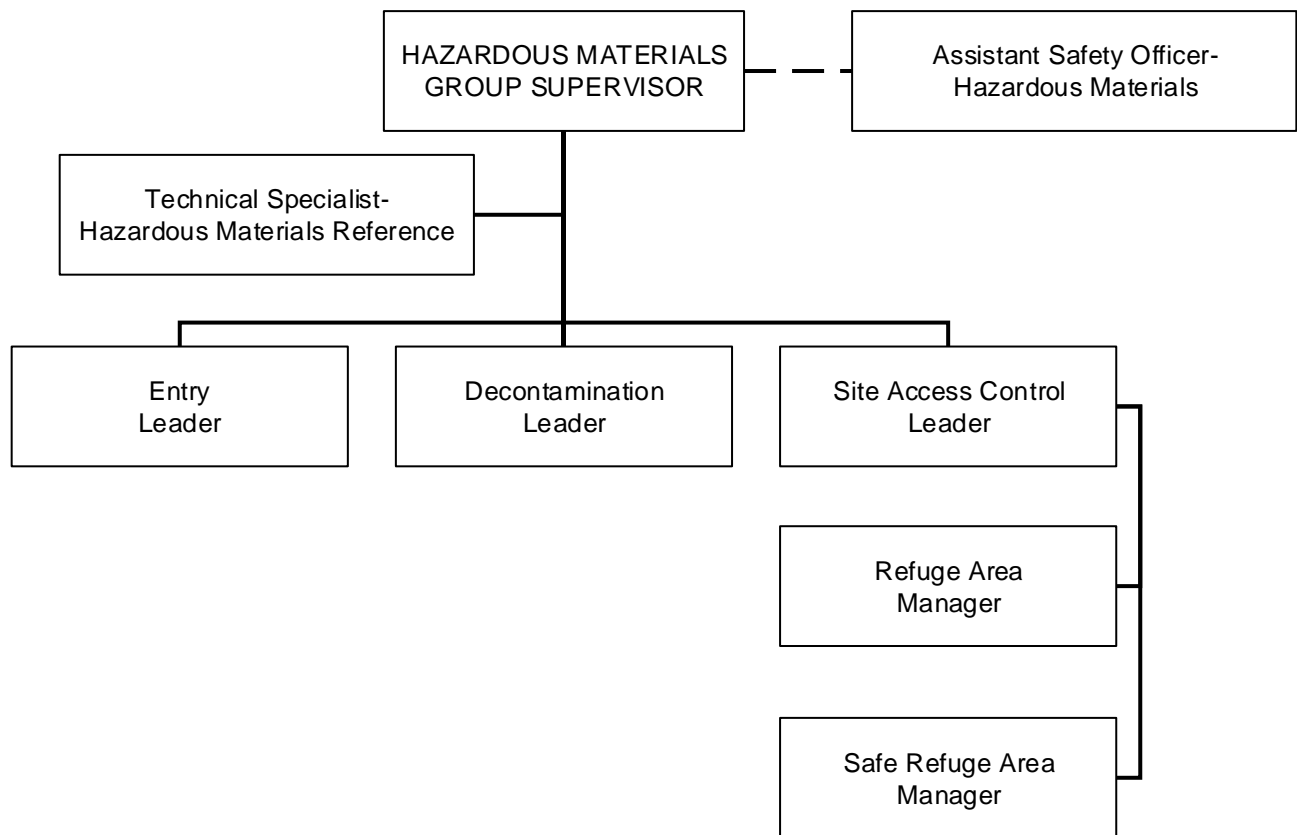 HAZARDOUS MATERIALS
GROUP SUPERVISOR
Assistant Safety Officer-
Hazardous Materials
Technical Specialist-
Hazardous Materials Reference
Entry
Leader
Decontamination
Leader
Site Access Control
Leader
Refuge Area
Manager
Safe Refuge Area
Manager